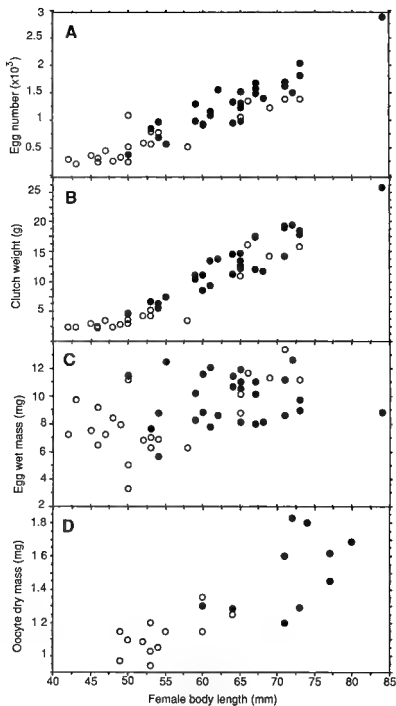 A
Egg number (x10³)
3
2.5
2
1.5
1
0.5
B
Clutch weight (g)
25
20
15
10
5
C
Egg wet mass (mg)
12
10
8
6
4
2
D
Oocyte dry mass (mg)
1.8
1.6
1.4
1.2
1
40 45 50 55 60 65 70 75 80 85
Female body length (mm)